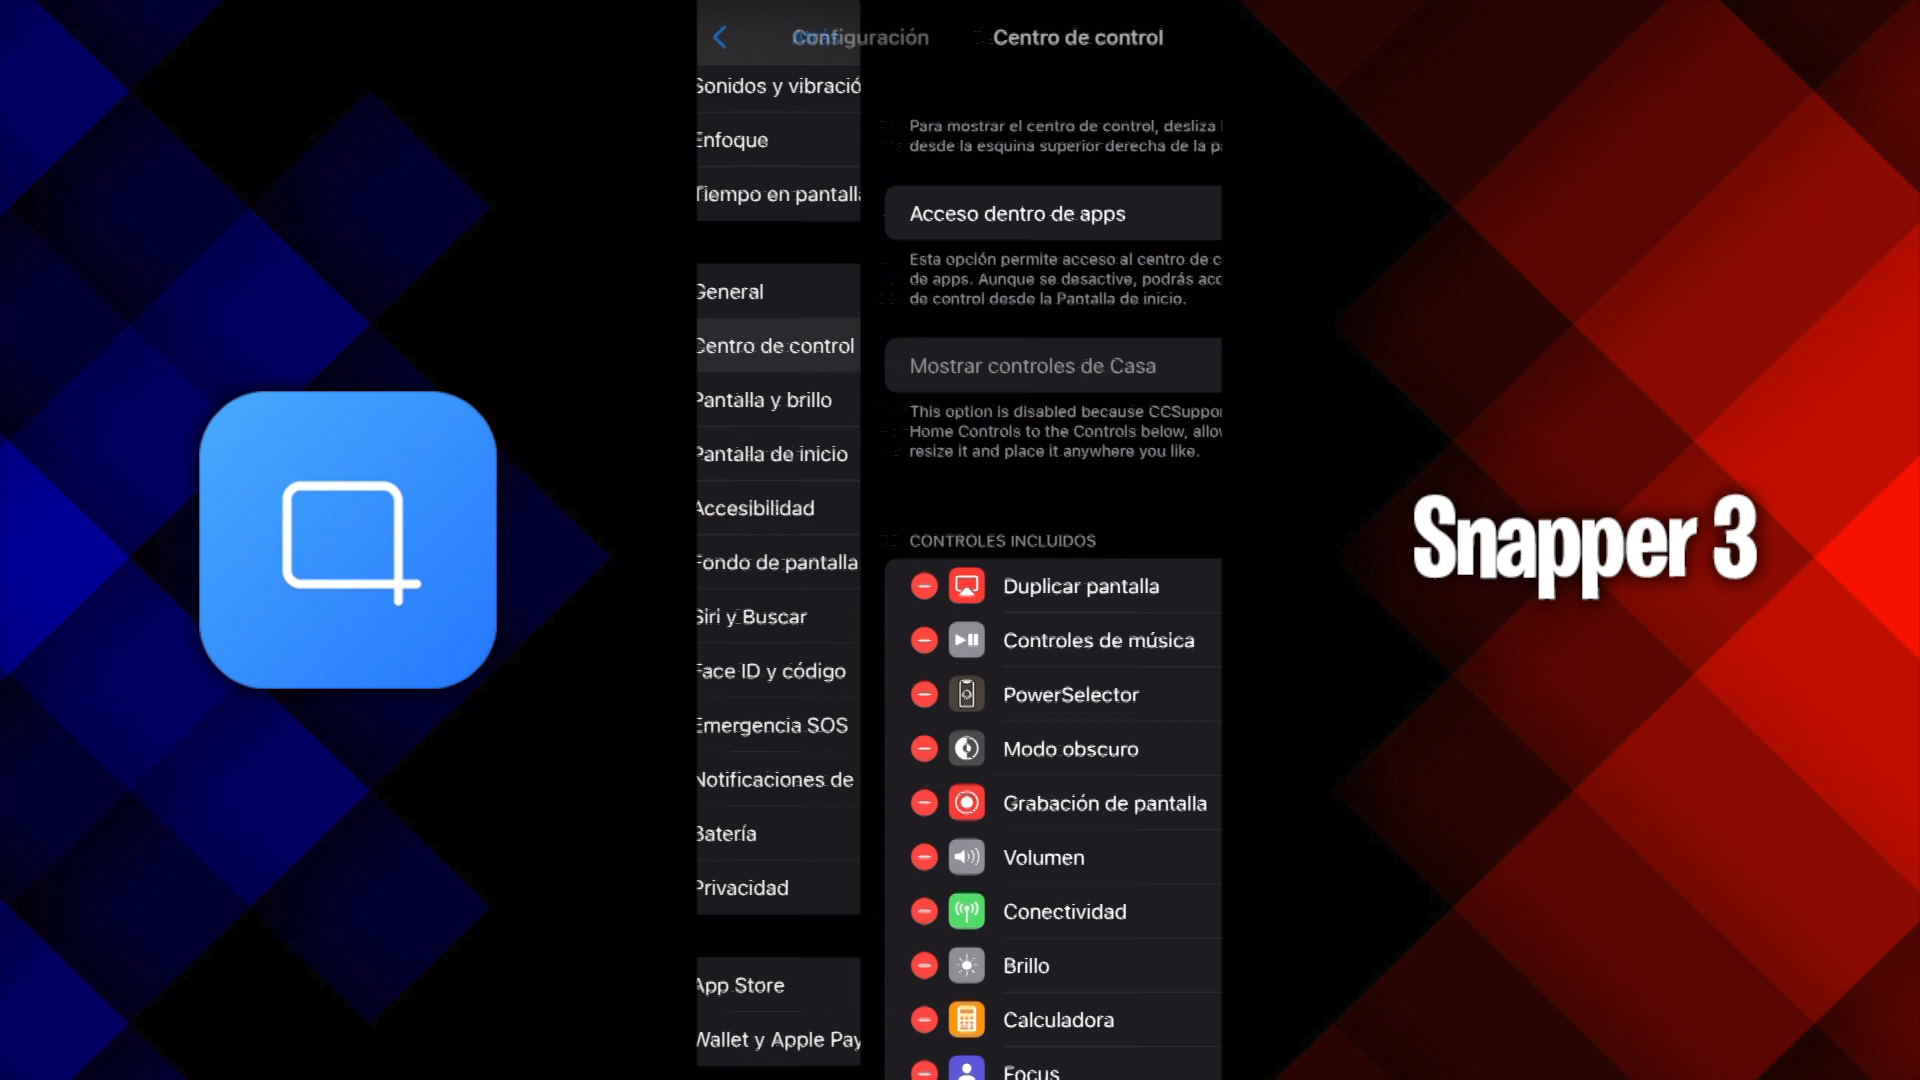 Configuración
Centro de control
Sonidos y vibració
Enfoque
Tiempo en pantalla
General
Centro de control
Pantalla y brillo
Pantalla de inicio
Accesibilidad
Fondo de pantalla
Siri y Buscar
Face ID y código
Emergencia SOS
Notificaciones de
Batería
Privacidad
App Store
Wallet y Apple Pay
Para mostrar el centro de control, desliza
desde la esquina superior derecha de la pa
Acceso dentro de apps
Esta opción permite acceso al centro de c
de apps. Aunque se desactive, podrás acc
de control desde la Pantalla de inicio.
Mostrar controles de Casa
This option is disabled because CCSuppor
Home Controls to the Controls below, allow
resize it and place it anywhere you like.
CONTROLES INCLUIDOS
Duplicar pantalla
Controles de música
PowerSelector
Modo obscuro
Grabación de pantalla
Volumen
Conectividad
Brillo
Calculadora
Focus
Snapper 3